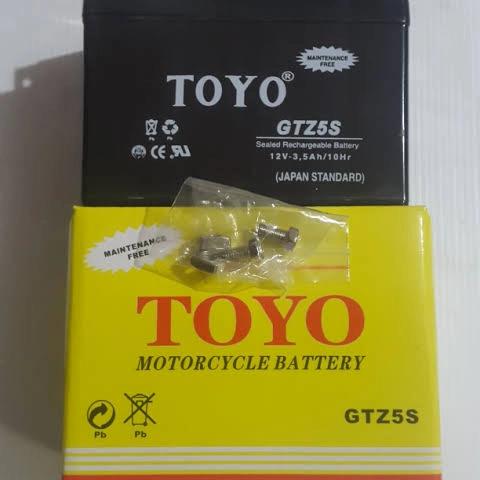 MAINTENANCE
FREE
TOYO®
GTZ5S
Sealed Rechargeable Battery
12V-3,5Ah/10Hr
(JAPAN STANDARD)
MAINTENANCE
FREE
TOYO
MOTORCYCLE BATTERY
GTZ5S
Pb Pb